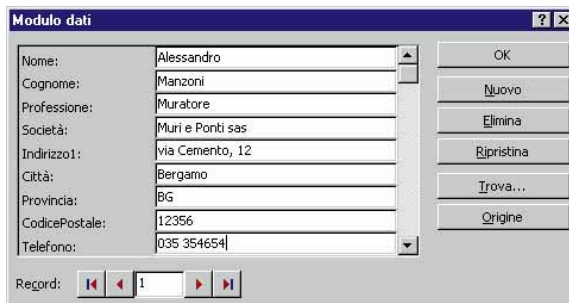 Modulo dati
Nome: Alessandro OK
Cognome: Manzoni Nuovo
Professione: Muratore
Società: Muri e Ponti sas Elimina
Indirizzo1: via Cemento, 12 Ripristina
Città: Bergamo
Provincia: BG Trova...
CodicePostale: 12356 Origine
Telefono: 035 354654
Record: 1